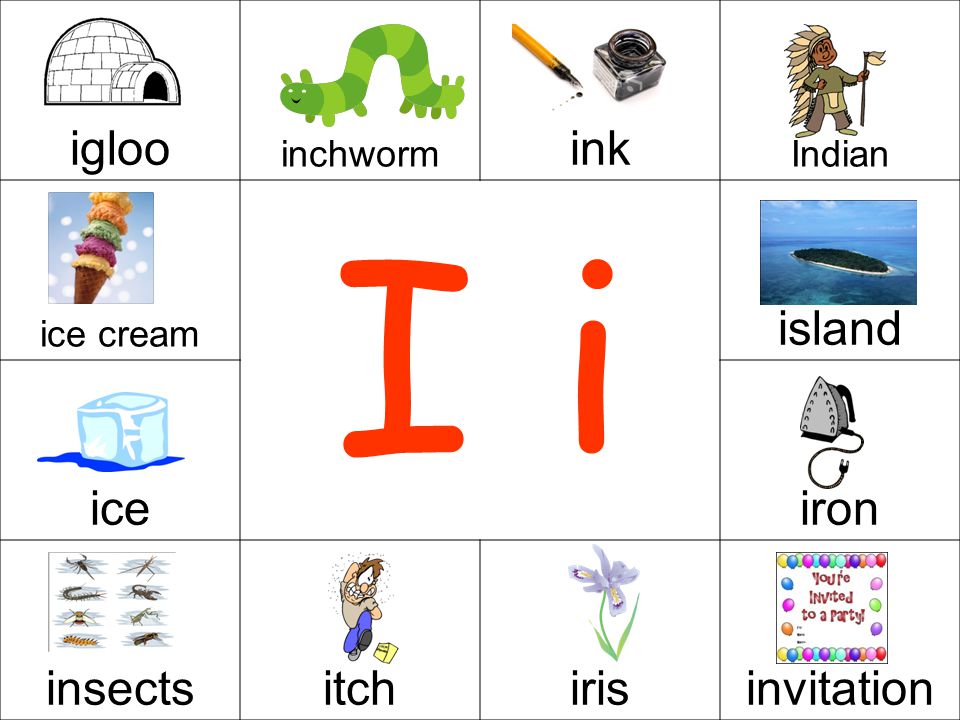 igloo
inchworm
ink
Indian
ice cream
I i
island
ice
iron
insects
itch
iris
invitation
You're
Invited
to a Party!